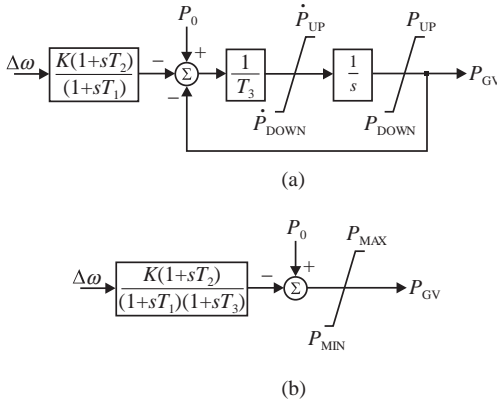 P₀
Δω
K(1+sT₂)
(1+sT₁)
−
+
Σ
−
1
T₃
Ṗ_UP
Ṗ_DOWN
1
s
P_UP
P_DOWN
P_GV
(a)
P₀
Δω
K(1+sT₂)
(1+sT₁)(1+sT₃)
−
+
Σ
P_MAX
P_MIN
P_GV
(b)